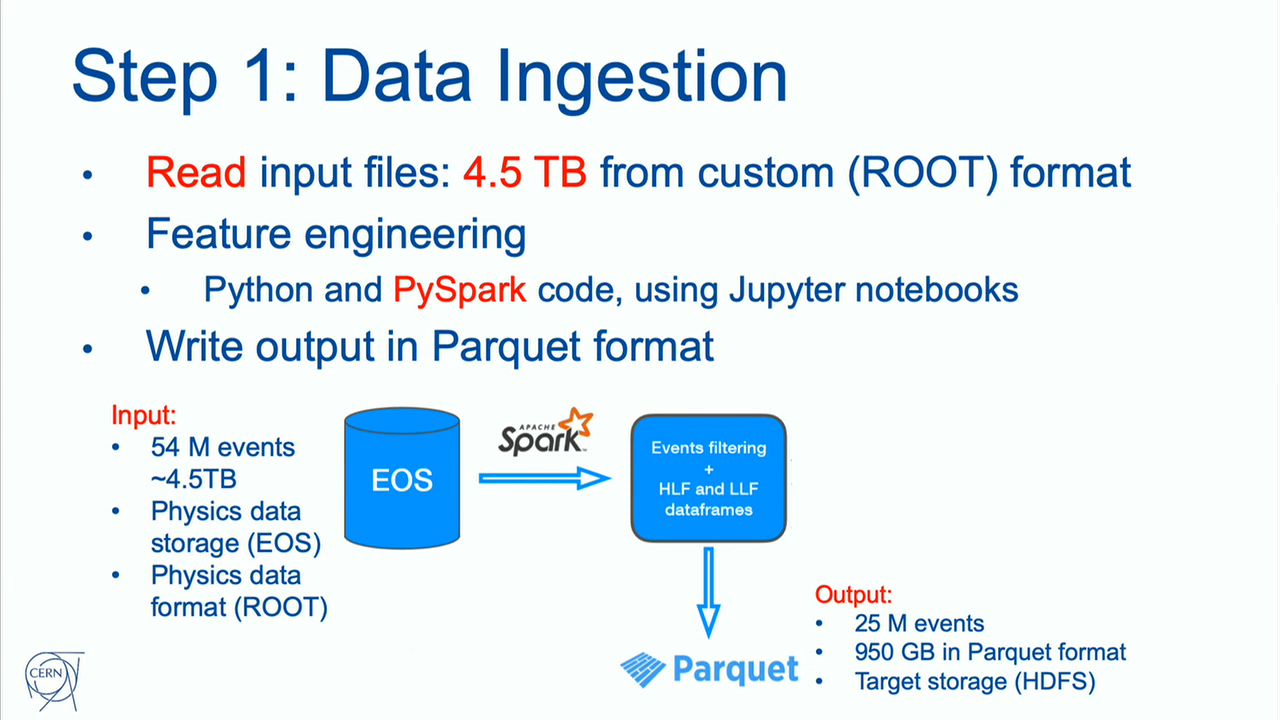 Step 1: Data Ingestion
• Read input files: 4.5 TB from custom (ROOT) format
• Feature engineering
• Python and PySpark code, using Jupyter notebooks
• Write output in Parquet format
Input:
• 54 M events
~4.5TB
• Physics data
storage (EOS)
• Physics data
format (ROOT)
EOS
APACHE
Spark™
Events filtering
+
HLF and LLF
dataframes
Parquet
Output:
• 25 M events
• 950 GB in Parquet format
• Target storage (HDFS)
CERN